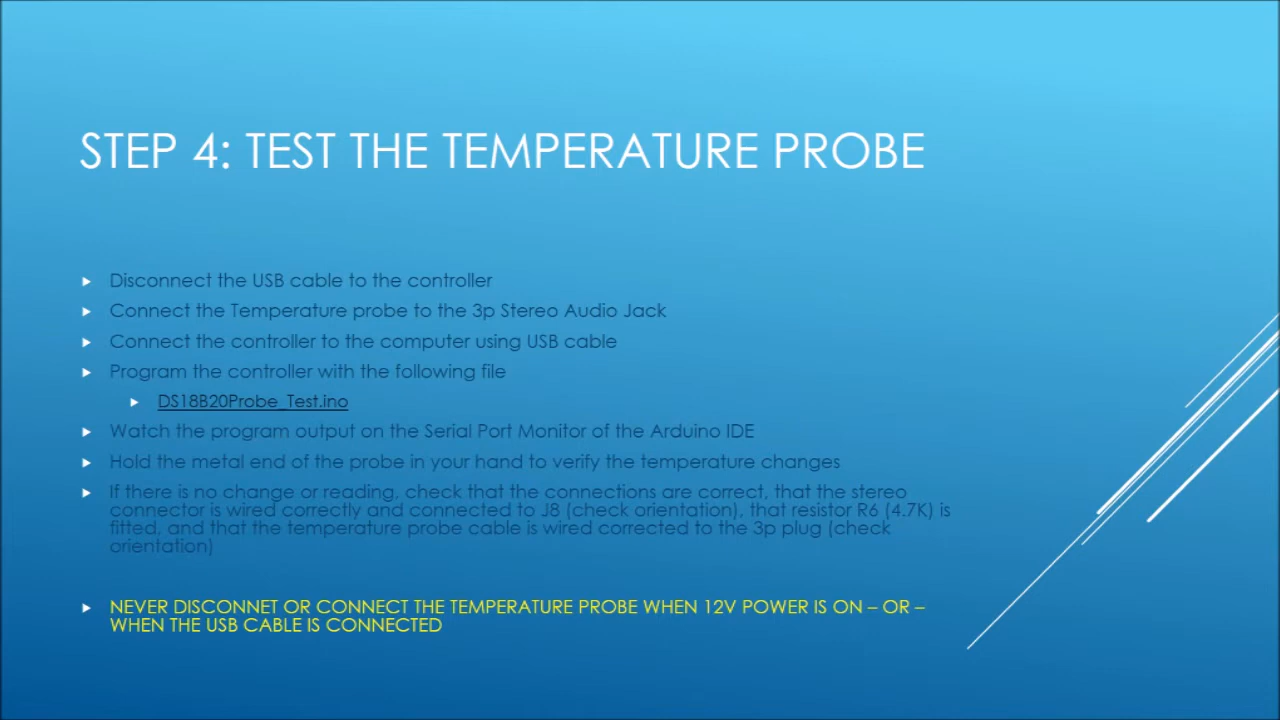 STEP 4: TEST THE TEMPERATURE PROBE
Disconnect the USB cable to the controller
Connect the Temperature probe to the 3p Stereo Audio Jack
Connect the controller to the computer using USB cable
Program the controller with the following file
DS18B20Probe_Test.ino
Watch the program output on the Serial Port Monitor of the Arduino IDE
Hold the metal end of the probe in your hand to verify the temperature changes
If there is no change or reading, check that the connections are correct, that the stereo
connector is wired correctly and connected to J8 (check orientation), that resistor R6 (4.7K) is
fitted, and that the temperature probe cable is wired corrected to the 3p plug (check
orientation)
NEVER DISCONNET OR CONNECT THE TEMPERATURE PROBE WHEN 12V POWER IS ON – OR –
WHEN THE USB CABLE IS CONNECTED